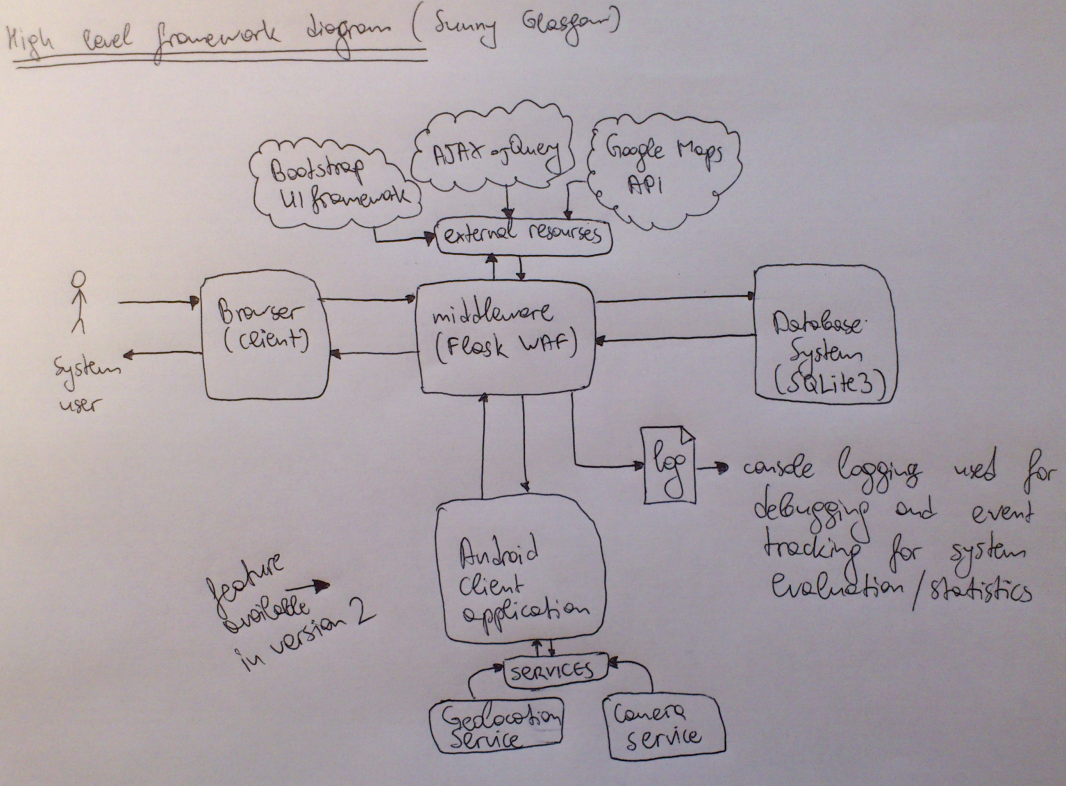 High level framework diagram (Sunny Glasgow)
Bootstrap
UI framework
AJAX - jQuery
Google Maps
API
external resourses
System
user
Browser
(client)
middleware
(Flask WAF)
Database
System
(SQLite3)
log
console logging used for
debugging and event
tracking for system
evaluation/statistics
feature
available
in version 2
Android
client
application
SERVICES
Geolocation
Service
Camera
service